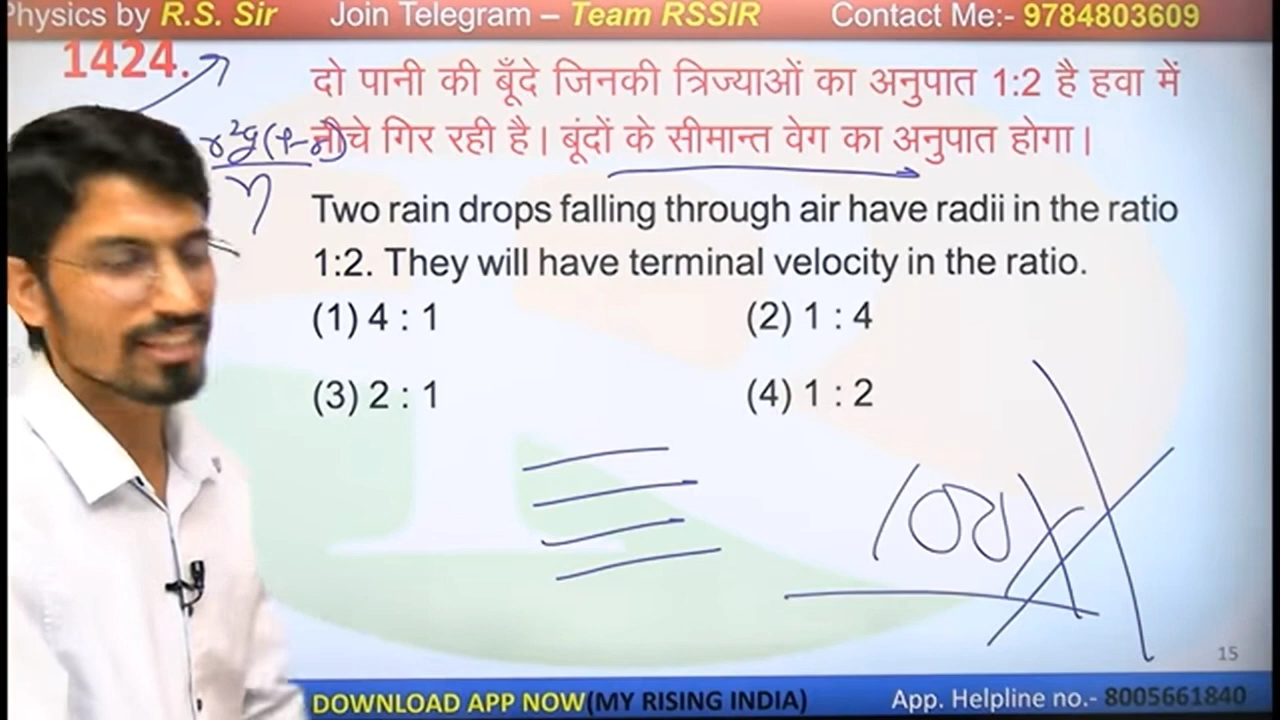 Physics by R.S. Sir Join Telegram – Team RSSIR Contact Me:- 9784803609
1424.
दो पानी की बूँदे जिनकी त्रिज्याओं का अनुपात 1:2 है हवा में
नीचे गिर रही है। बूंदों के सीमान्त वेग का अनुपात होगा।
r²g(ρ-σ)
η
Two rain drops falling through air have radii in the ratio
1:2. They will have terminal velocity in the ratio.
(1) 4 : 1 (2) 1 : 4
(3) 2 : 1 (4) 1 : 2
15
DOWNLOAD APP NOW(MY RISING INDIA) App. Helpline no.- 8005661840